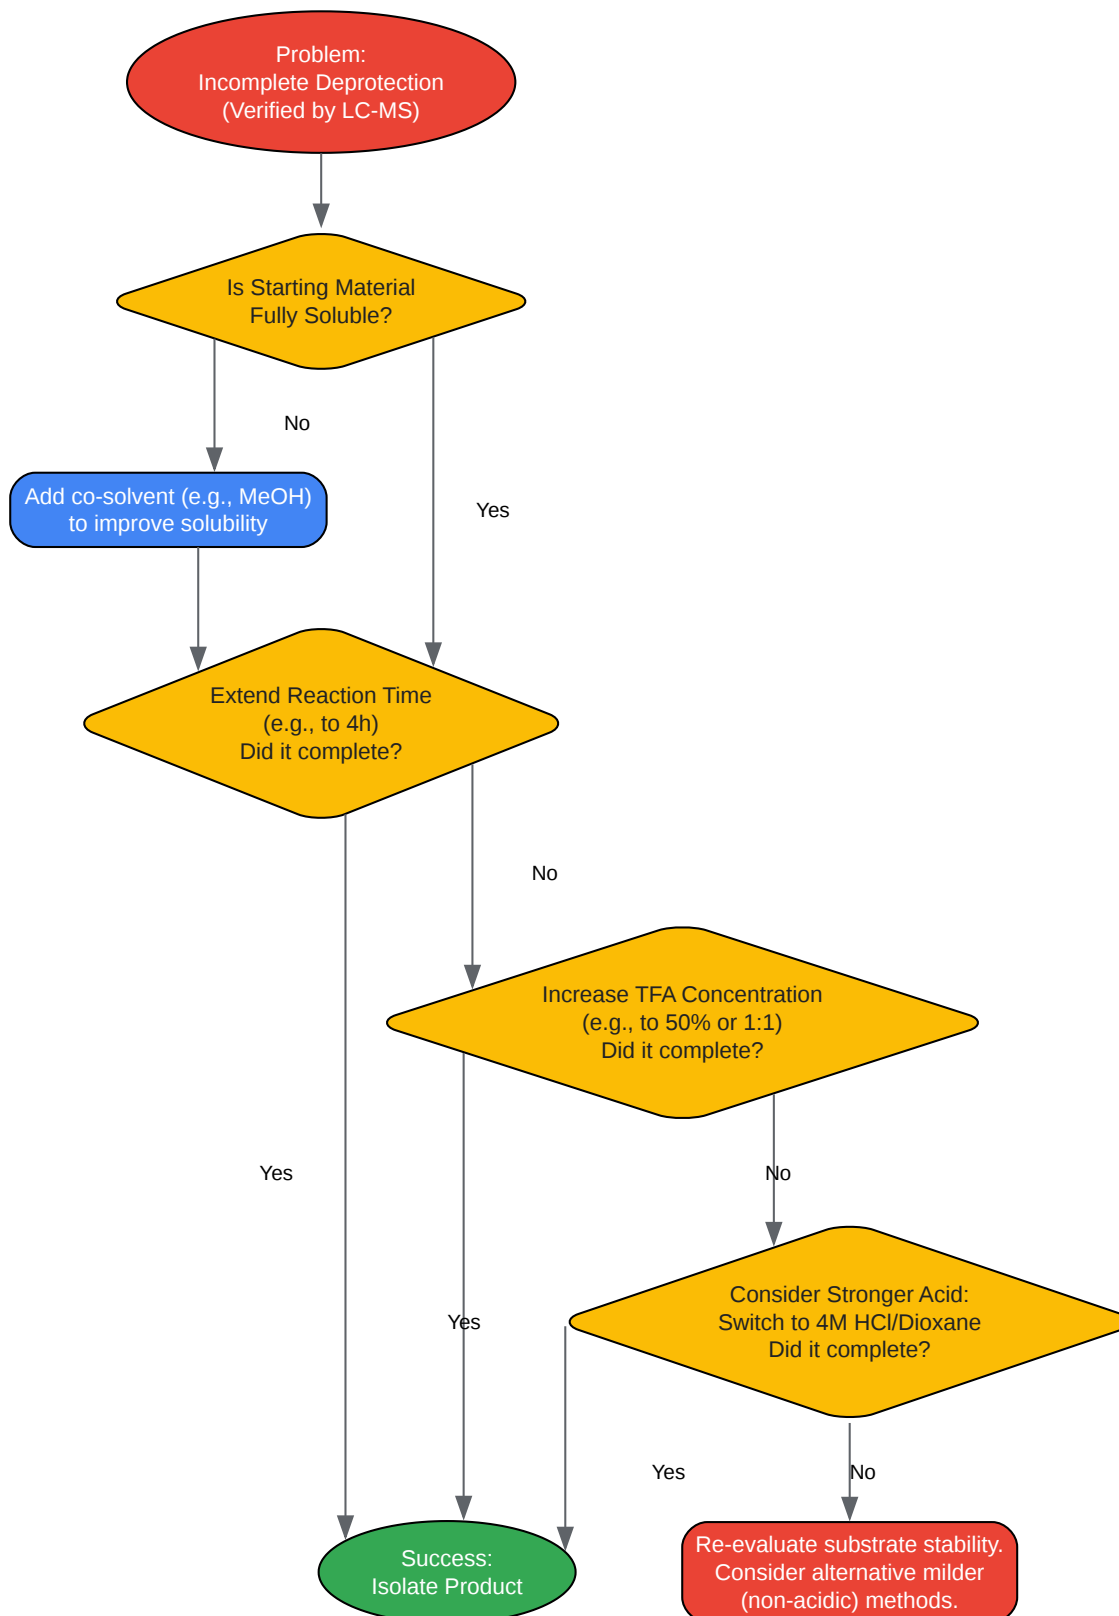 Problem:
Incomplete Deprotection
(Verified by LC-MS)
Is Starting Material
Fully Soluble?
No
Add co-solvent (e.g., MeOH)
to improve solubility
Yes
Extend Reaction Time
(e.g., to 4h)
Did it complete?
No
Increase TFA Concentration
(e.g., to 50% or 1:1)
Did it complete?
Yes
No
Consider Stronger Acid:
Switch to 4M HCl/Dioxane
Did it complete?
Yes
Yes
No
Success:
Isolate Product
Re-evaluate substrate stability.
Consider alternative milder
(non-acidic) methods.